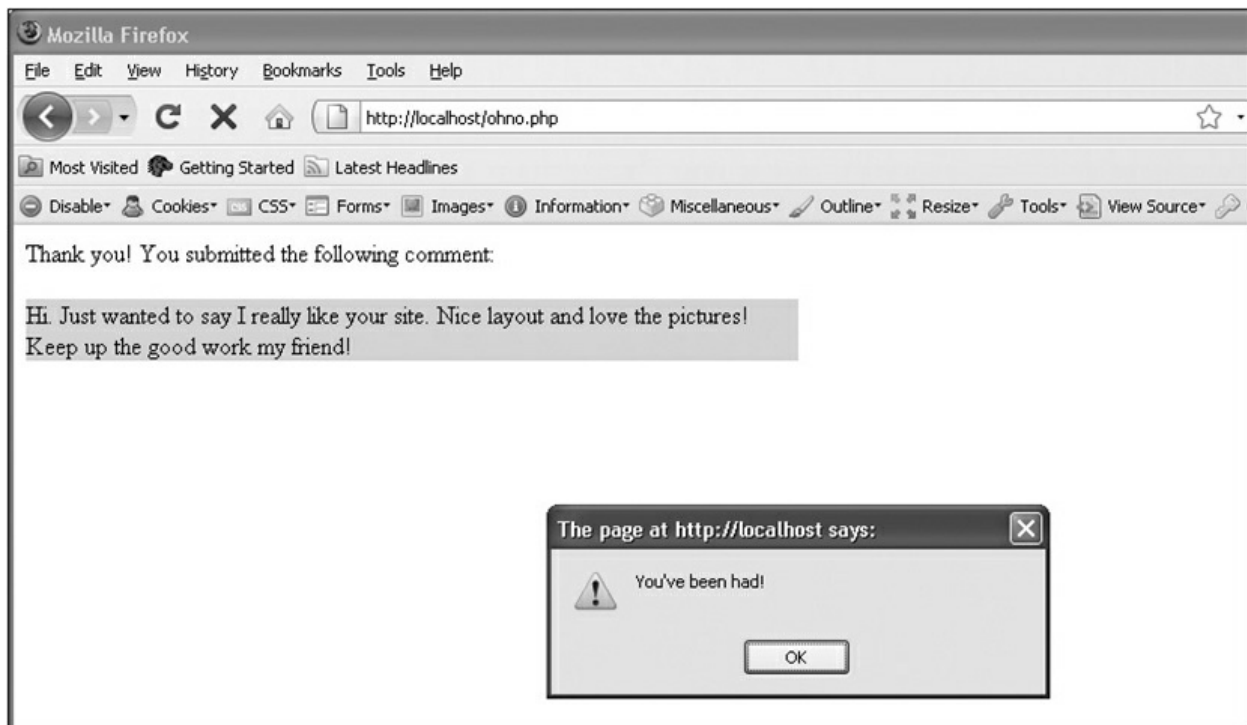 Mozilla Firefox
File Edit View History Bookmarks Tools Help
http://localhost/ohno.php
Most Visited Getting Started Latest Headlines
Disable Cookies css CSS Forms Images Information Miscellaneous Outline Resize Tools View Source
Thank you! You submitted the following comment:
Hi. Just wanted to say I really like your site. Nice layout and love the pictures!
Keep up the good work my friend!
The page at http://localhost says:
You've been had!
OK